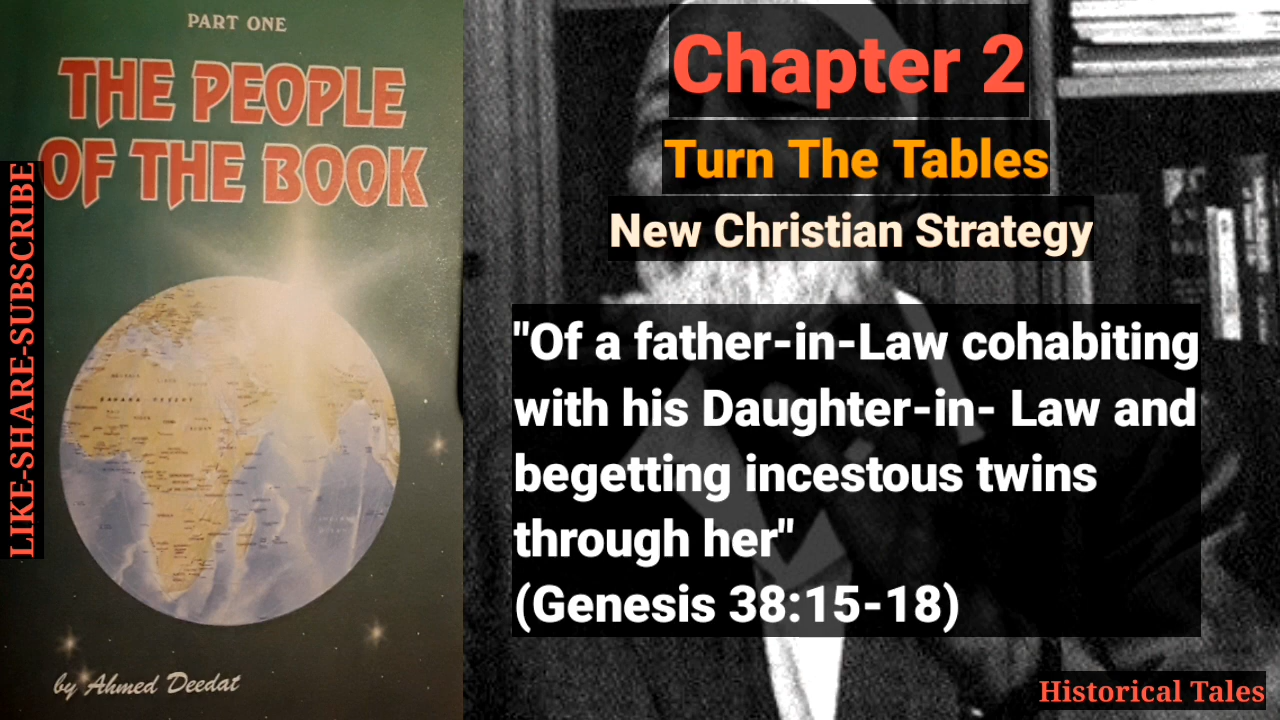 PART ONE
THE PEOPLE
OF THE BOOK
by Ahmed Deedat
LIKE-SHARE-SUBSCRIBE
Chapter 2
Turn The Tables
New Christian Strategy
"Of a father-in-Law cohabiting
with his Daughter-in- Law and
begetting incestous twins
through her"
(Genesis 38:15-18)
Historical Tales